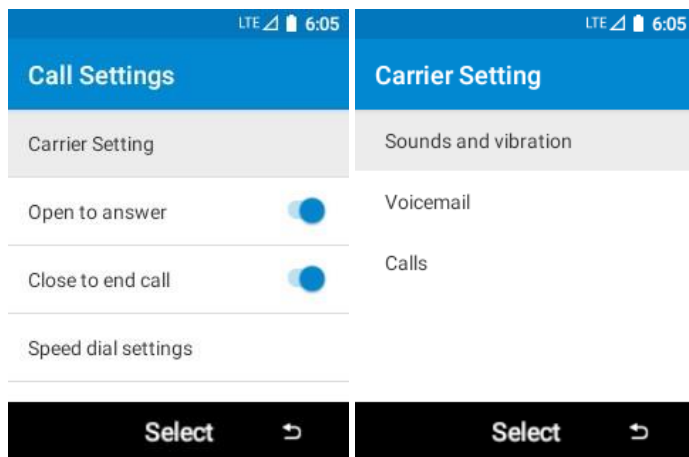 LTE 6:05
Call Settings
Carrier Setting
Open to answer
Close to end call
Speed dial settings
Select
LTE 6:05
Carrier Setting
Sounds and vibration
Voicemail
Calls
Select